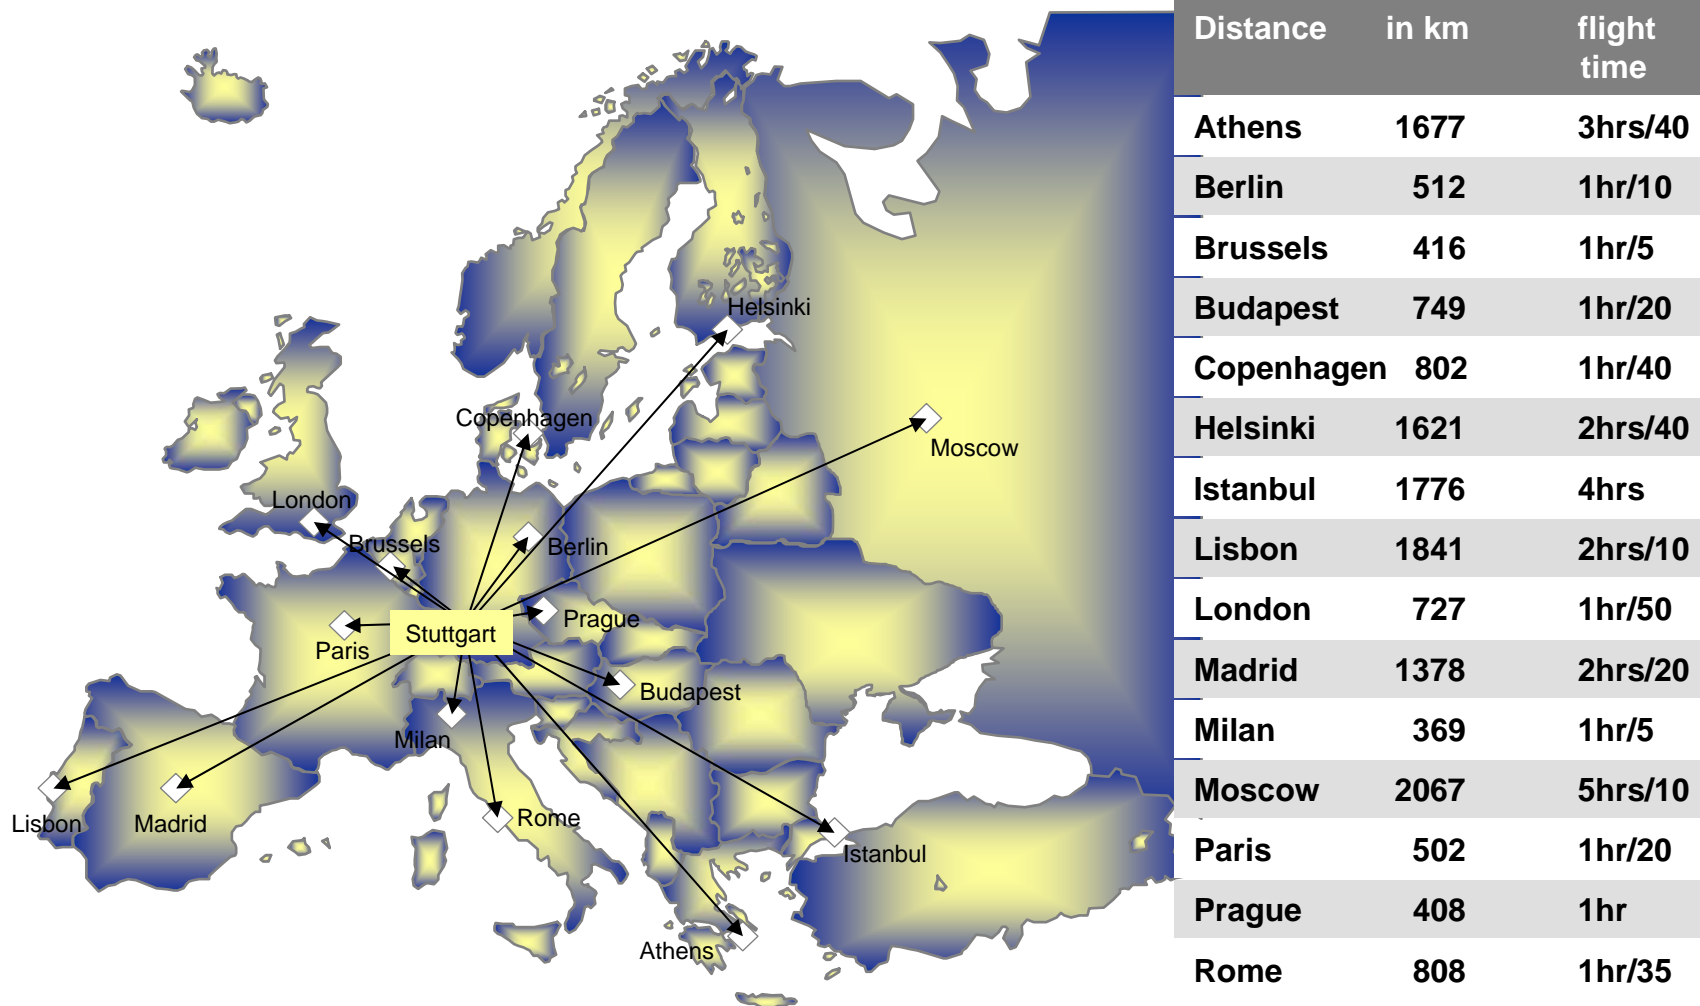 Helsinki
Copenhagen
Moscow
London
Brussels
Berlin
Prague
Stuttgart
Paris
Budapest
Milan
Rome
Lisbon
Madrid
Istanbul
Athens
Distance in km flight
time
Athens 1677 3hrs/40
Berlin 512 1hr/10
Brussels 416 1hr/5
Budapest 749 1hr/20
Copenhagen 802 1hr/40
Helsinki 1621 2hrs/40
Istanbul 1776 4hrs
Lisbon 1841 2hrs/10
London 727 1hr/50
Madrid 1378 2hrs/20
Milan 369 1hr/5
Moscow 2067 5hrs/10
Paris 502 1hr/20
Prague 408 1hr
Rome 808 1hr/35